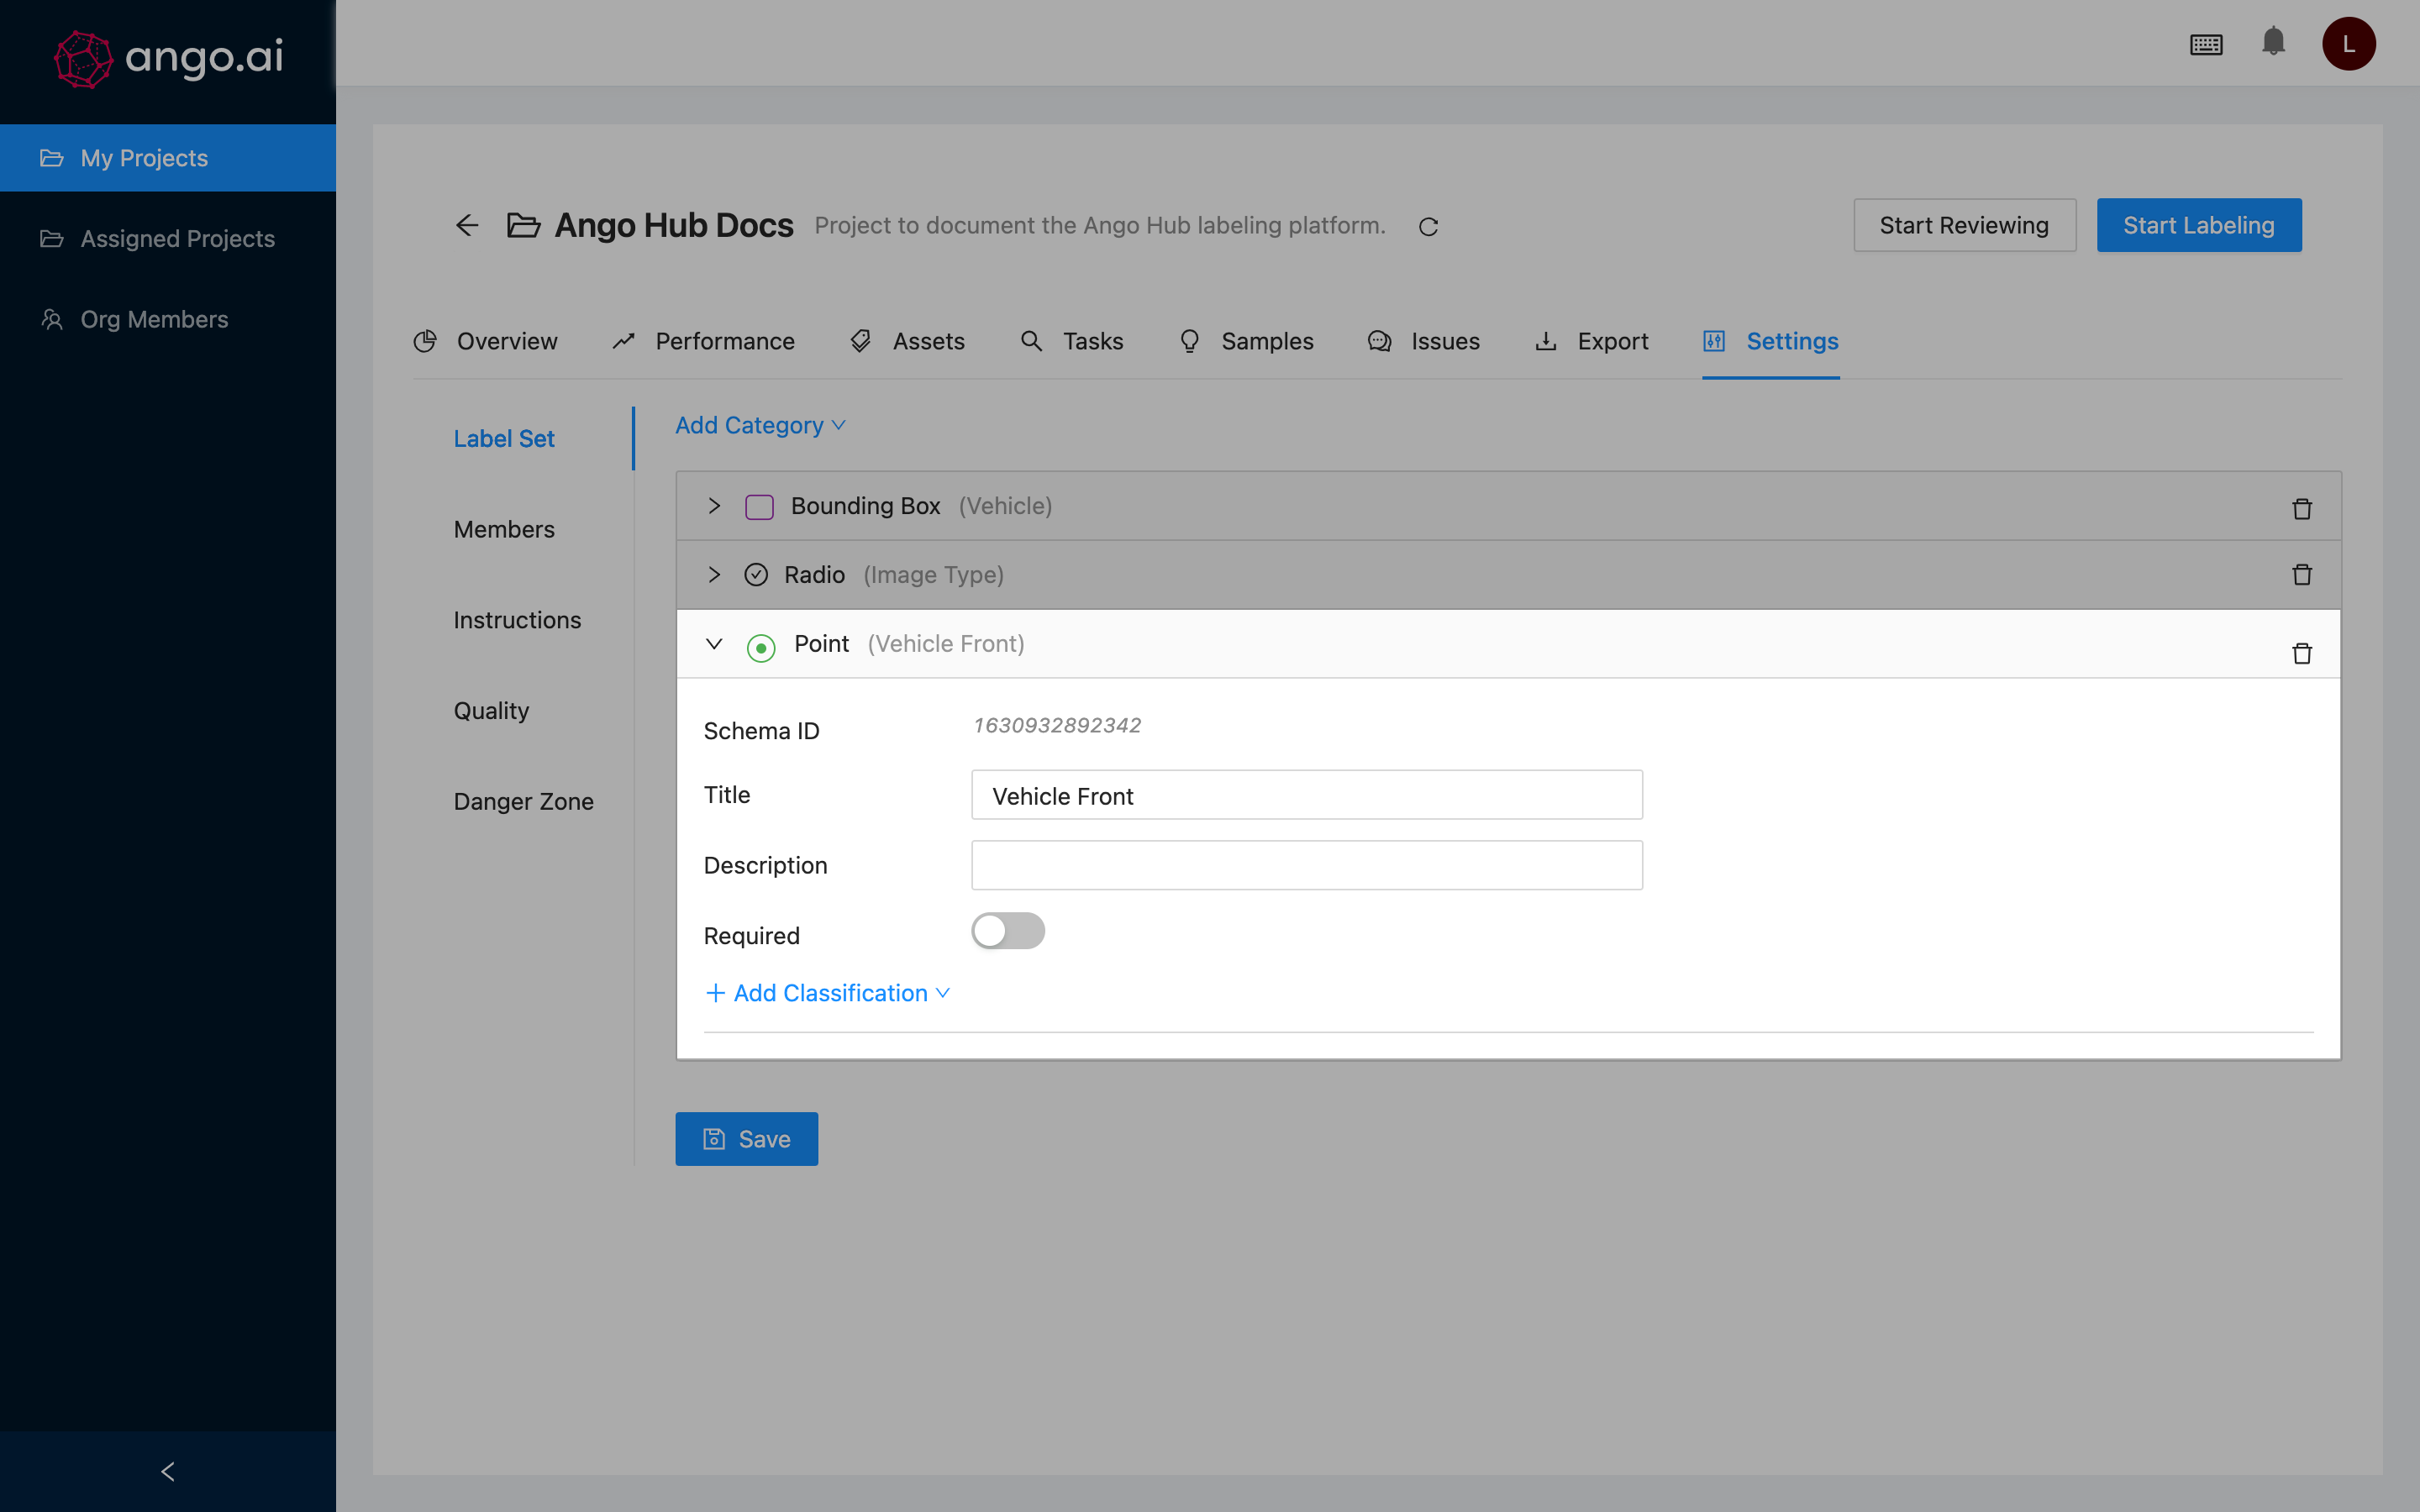 ango.ai
L
My Projects
Assigned Projects
Org Members
Ango Hub Docs Project to document the Ango Hub labeling platform.
Start Reviewing
Start Labeling
Overview Performance Assets Tasks Samples Issues Export Settings
Label Set
Members
Instructions
Quality
Danger Zone
Add Category
Bounding Box (Vehicle)
Radio (Image Type)
Point (Vehicle Front)
Schema ID 1630932892342
Title Vehicle Front
Description
Required
+ Add Classification
Save